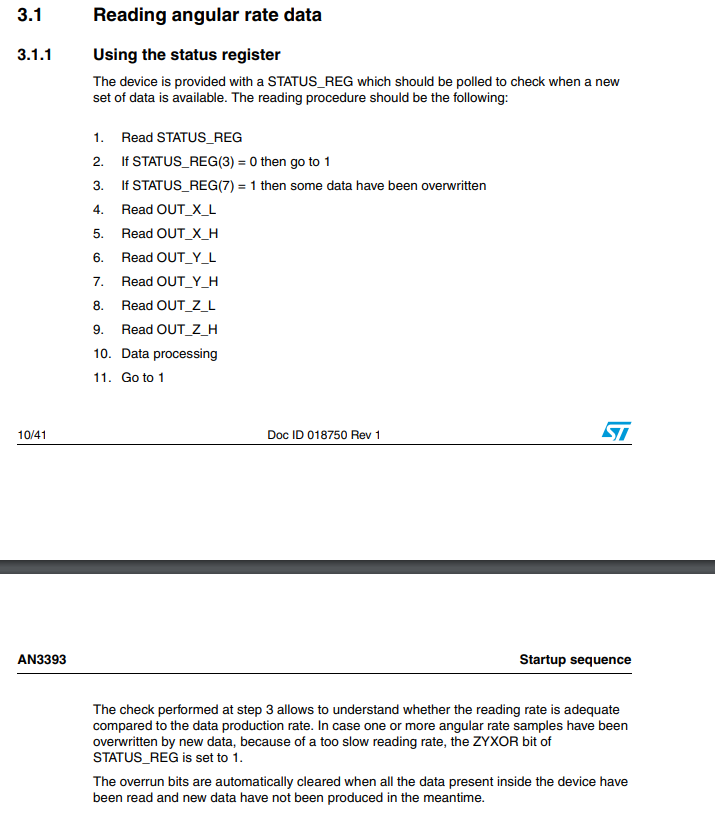 3.1 Reading angular rate data
3.1.1 Using the status register
The device is provided with a STATUS_REG which should be polled to check when a new
set of data is available. The reading procedure should be the following:
1. Read STATUS_REG
2. If STATUS_REG(3) = 0 then go to 1
3. If STATUS_REG(7) = 1 then some data have been overwritten
4. Read OUT_X_L
5. Read OUT_X_H
6. Read OUT_Y_L
7. Read OUT_Y_H
8. Read OUT_Z_L
9. Read OUT_Z_H
10. Data processing
11. Go to 1
10/41 Doc ID 018750 Rev 1 ST
AN3393 Startup sequence
The check performed at step 3 allows to understand whether the reading rate is adequate
compared to the data production rate. In case one or more angular rate samples have been
overwritten by new data, because of a too slow reading rate, the ZYXOR bit of
STATUS_REG is set to 1.
The overrun bits are automatically cleared when all the data present inside the device have
been read and new data have not been produced in the meantime.